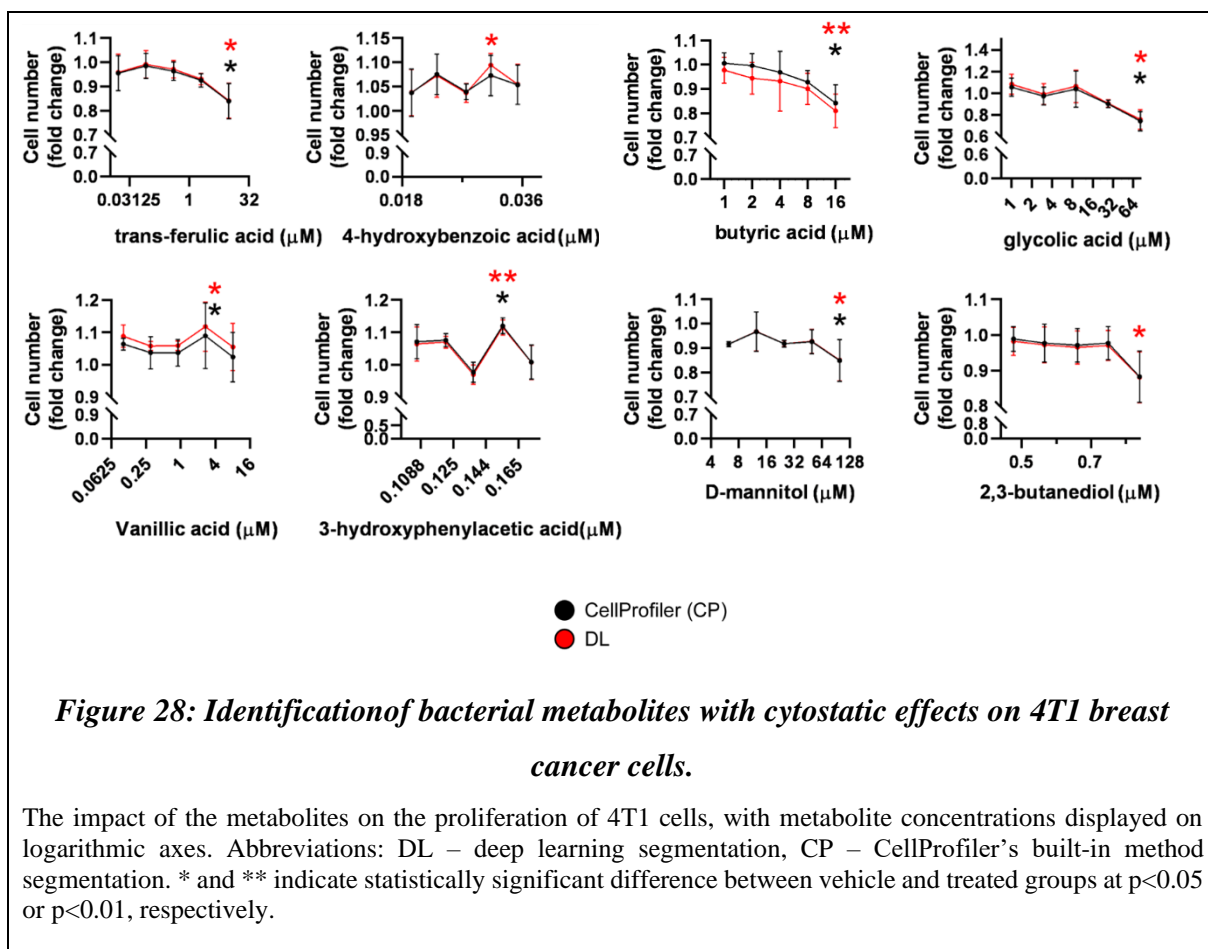 * * * ** * * *
Cell number (fold change)
1.1
1.0
0.9
0.8
0.7
0.7
0.0
0.03125 1 32
trans-ferulic acid (μM)
*
Cell number (fold change)
1.15
1.10
1.05
1.00
0.95
0.9
0.0
0.018 0.036
4-hydroxybenzoic acid(μM)
**
*
Cell number (fold change)
1.1
1.0
0.9
0.8
0.7
0.7
0.0
1 2 4 8 16
butyric acid (μM)
*
*
Cell number (fold change)
1.4
1.2
1.0
0.8
0.6
0.6
0.0
1 2 4 8 16 32 64
glycolic acid (μM)
*
*
Cell number (fold change)
1.2
1.1
1.0
0.9
0.9
0.0
0.0625 0.25 1 4 16
Vanillic acid (μM)
**
*
Cell number (fold change)
1.2
1.1
1.0
0.9
0.5
0.0
0.1088 0.125 0.144 0.165
3-hydroxyphenylacetic acid(μM)
*
*
Cell number (fold change)
1.1
1.0
0.9
0.8
0.7
0.7
0.0
4 8 16 32 64 128
D-mannitol (μM)
*
Cell number (fold change)
1.1
1.0
0.9
0.8
0.8
0.0
0.5 0.7
2,3-butanediol (μM)
CellProfiler (CP)
DL
Figure 28: Identificationof bacterial metabolites with cytostatic effects on 4T1 breast
cancer cells.
The impact of the metabolites on the proliferation of 4T1 cells, with metabolite concentrations displayed on
logarithmic axes. Abbreviations: DL – deep learning segmentation, CP – CellProfiler’s built-in method
segmentation. * and ** indicate statistically significant difference between vehicle and treated groups at p<0.05
or p<0.01, respectively.